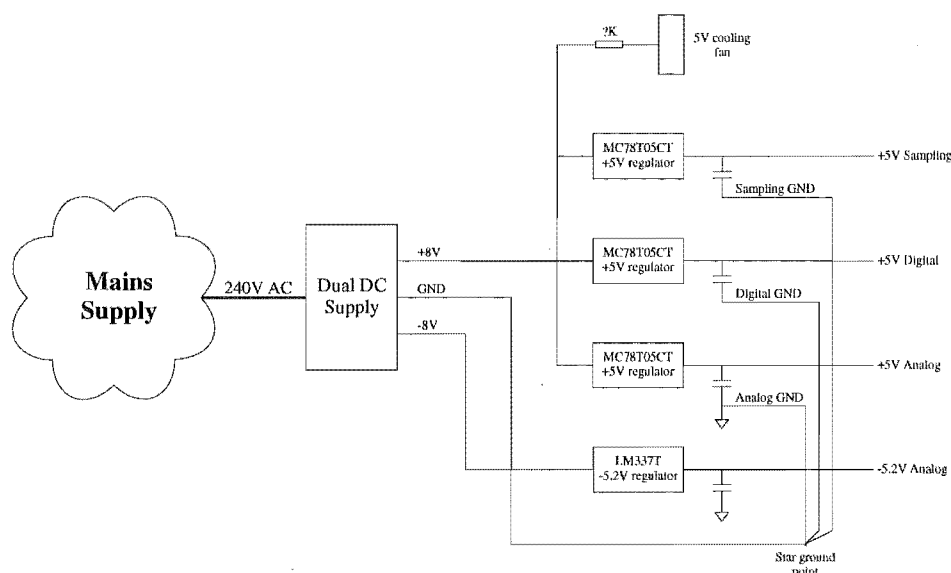 ?K
5V cooling
fan
MC78T05CT
+5V regulator
+5V Sampling
Sampling GND
+8V
MC78T05CT
+5V regulator
+5V Digital
Mains
Supply
240V AC
Dual DC
Supply
GND
Digital GND
-8V
MC78T05CT
+5V regulator
+5V Analog
Analog GND
LM337T
-5.2V regulator
-5.2V Analog
Star ground
point